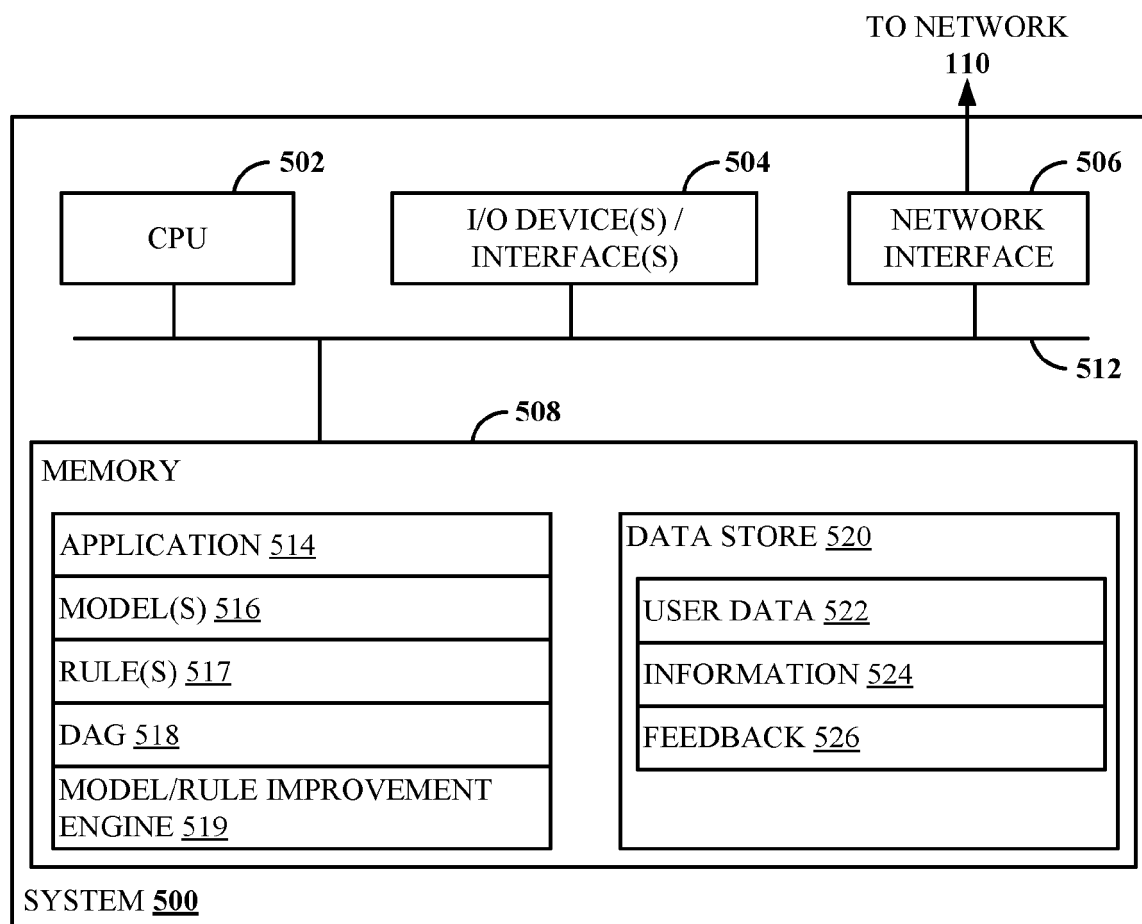 TO NETWORK
110
502
504
506
CPU
I/O DEVICE(S) /
INTERFACE(S)
NETWORK
INTERFACE
512
508
MEMORY
APPLICATION 514
MODEL(S) 516
RULE(S) 517
DAG 518
MODEL/RULE IMPROVEMENT
ENGINE 519
DATA STORE 520
USER DATA 522
INFORMATION 524
FEEDBACK 526
SYSTEM 500